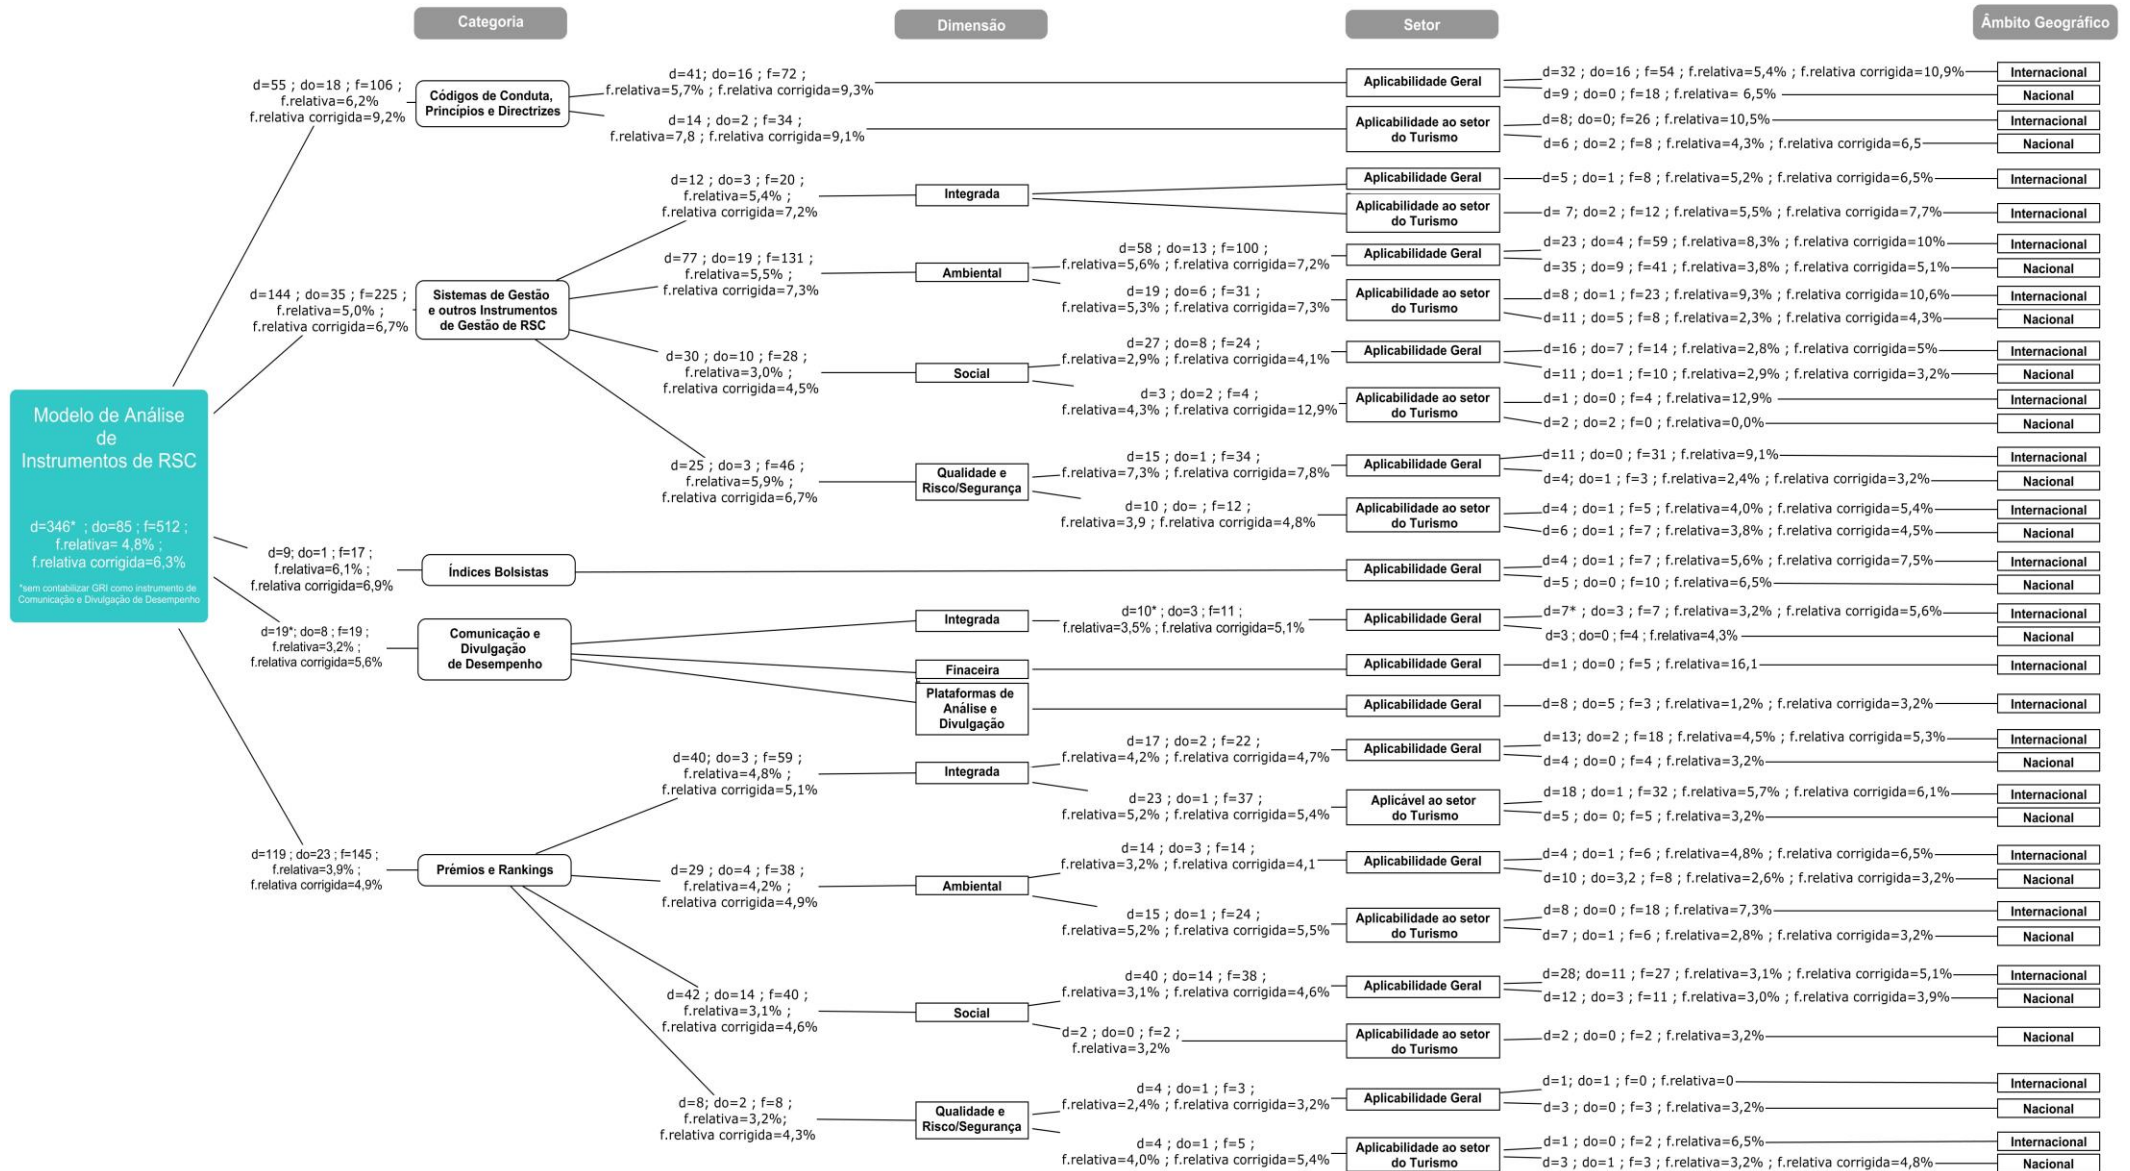 Categoria
Dimensão
Setor
Âmbito Geográfico
Modelo de Análise
de
Instrumentos de RSC
d=346* ; do=85 ; f=512 ;
f.relativa= 4,8% ;
f.relativa corrigida=6,3%
*sem contabilizar GRI como instrumento de
Comunicação e Divulgação de Desempenho
d=55 ; do=18 ; f=106 ;
f.relativa=6,2%
f.relativa corrigida=9,2%
Códigos de Conduta,
Princípios e Directrizes
d=41; do=16 ; f=72 ;
f.relativa=5,7% ; f.relativa corrigida=9,3%
Aplicabilidade Geral
d=32 ; do=16 ; f=54 ; f.relativa=5,4% ; f.relativa corrigida=10,9%
Internacional
d=9 ; do=0 ; f=18 ; f.relativa= 6,5%
Nacional
d=14 ; do=2 ; f=34 ;
f.relativa=7,8 ; f.relativa corrigida=9,1%
Aplicabilidade ao setor
do Turismo
d=8; do=0; f=26 ; f.relativa=10,5%
Internacional
d=6 ; do=2 ; f=8 ; f.relativa=4,3% ; f.relativa corrigida=6,5
Nacional
d=144 ; do=35 ; f=225 ;
f.relativa=5,0% ;
f.relativa corrigida=6,7%
Sistemas de Gestão
e outros Instrumentos
de Gestão de RSC
d=12 ; do=3 ; f=20 ;
f.relativa=5,4% ;
f.relativa corrigida=7,2%
Integrada
Aplicabilidade Geral
d=5 ; do=1 ; f=8 ; f.relativa=5,2% ; f.relativa corrigida=6,5%
Internacional
Aplicabilidade ao setor
do Turismo
d= 7; do=2 ; f=12 ; f.relativa=5,5% ; f.relativa corrigida=7,7%
Internacional
d=77 ; do=19 ; f=131 ;
f.relativa=5,5% ;
f.relativa corrigida=7,3%
Ambiental
d=58 ; do=13 ; f=100 ;
f.relativa=5,6% ; f.relativa corrigida=7,2%
Aplicabilidade Geral
d=23 ; do=4 ; f=59 ; f.relativa=8,3% ; f.relativa corrigida=10%
Internacional
d=35 ; do=9 ; f=41 ; f.relativa=3,8% ; f.relativa corrigida=5,1%
Nacional
d=19 ; do=6 ; f=31 ;
f.relativa=5,3% ; f.relativa corrigida=7,3%
Aplicabilidade ao setor
do Turismo
d=8 ; do=1 ; f=23 ; f.relativa=9,3% ; f.relativa corrigida=10,6%
Internacional
d=11 ; do=5 ; f=8 ; f.relativa=2,3% ; f.relativa corrigida=4,3%
Nacional
d=30 ; do=10 ; f=28 ;
f.relativa=3,0% ;
f.relativa corrigida=4,5%
Social
d=27 ; do=8 ; f=24 ;
f.relativa=2,9% ; f.relativa corrigida=4,1%
Aplicabilidade Geral
d=16 ; do=7 ; f=14 ; f.relativa=2,8% ; f.relativa corrigida=5%
Internacional
d=11 ; do=1 ; f=10 ; f.relativa=2,9% ; f.relativa corrigida=3,2%
Nacional
d=3 ; do=2 ; f=4 ;
f.relativa=4,3% ; f.relativa corrigida=12,9%
Aplicabilidade ao setor
do Turismo
d=1 ; do=0 ; f=4 ; f.relativa=12,9%
Internacional
d=2 ; do=2 ; f=0 ; f.relativa=0,0%
Nacional
d=25 ; do=3 ; f=46 ;
f.relativa=5,9% ;
f.relativa corrigida=6,7%
Qualidade e
Risco/Segurança
d=15 ; do=1 ; f=34 ;
f.relativa=7,3% ; f.relativa corrigida=7,8%
Aplicabilidade Geral
d=11 ; do=0 ; f=31 ; f.relativa=9,1%
Internacional
d=4; do=1 ; f=3 ; f.relativa=2,4% ; f.relativa corrigida=3,2%
Nacional
d=10 ; do= ; f=12 ;
f.relativa=3,9 ; f.relativa corrigida=4,8%
Aplicabilidade ao setor
do Turismo
d=4 ; do=1 ; f=5 ; f.relativa=4,0% ; f.relativa corrigida=5,4%
Internacional
d=6 ; do=1 ; f=7 ; f.relativa=3,8% ; f.relativa corrigida=4,5%
Nacional
d=9; do=1 ; f=17 ;
f.relativa=6,1% ;
f.relativa corrigida=6,9%
Índices Bolsistas
Aplicabilidade Geral
d=4 ; do=1 ; f=7 ; f.relativa=5,6% ; f.relativa corrigida=7,5%
Internacional
d=5 ; do=0 ; f=10 ; f.relativa=6,5%
Nacional
d=19*; do=8 ; f=19 ;
f.relativa=3,2% ;
f.relativa corrigida=5,6%
Comunicação e
Divulgação
de Desempenho
Integrada
d=10* ; do=3 ; f=11 ;
f.relativa=3,5% ; f.relativa corrigida=5,1%
Aplicabilidade Geral
d=7* ; do=3 ; f=7 ; f.relativa=3,2% ; f.relativa corrigida=5,6%
Internacional
d=3 ; do=0 ; f=4 ; f.relativa=4,3%
Nacional
Finaceira
Aplicabilidade Geral
d=1 ; do=0 ; f=5 ; f.relativa=16,1
Internacional
Plataformas de
Análise e
Divulgação
Aplicabilidade Geral
d=8 ; do=5 ; f=3 ; f.relativa=1,2% ; f.relativa corrigida=3,2%
Internacional
d=119 ; do=23 ; f=145 ;
f.relativa=3,9% ;
f.relativa corrigida=4,9%
Prémios e Rankings
d=40; do=3 ; f=59 ;
f.relativa=4,8% ;
f.relativa corrigida=5,1%
Integrada
d=17 ; do=2 ; f=22 ;
f.relativa=4,2% ; f.relativa corrigida=4,7%
Aplicabilidade Geral
d=13; do=2 ; f=18 ; f.relativa=4,5% ; f.relativa corrigida=5,3%
Internacional
d=4 ; do=0 ; f=4 ; f.relativa=3,2%
Nacional
d=23 ; do=1 ; f=37 ;
f.relativa=5,2% ; f.relativa corrigida=5,4%
Aplicável ao setor
do Turismo
d=18 ; do=1 ; f=32 ; f.relativa=5,7% ; f.relativa corrigida=6,1%
Internacional
d=5 ; do= 0; f=5 ; f.relativa=3,2%
Nacional
d=29 ; do=4 ; f=38 ;
f.relativa=4,2% ;
f.relativa corrigida=4,9%
Ambiental
d=14 ; do=3 ; f=14 ;
f.relativa=3,2% ; f.relativa corrigida=4,1
Aplicabilidade Geral
d=4 ; do=1 ; f=6 ; f.relativa=4,8% ; f.relativa corrigida=6,5%
Internacional
d=10 ; do=3,2 ; f=8 ; f.relativa=2,6% ; f.relativa corrigida=3,2%
Nacional
d=15 ; do=1 ; f=24 ;
f.relativa=5,2% ; f.relativa corrigida=5,5%
Aplicabilidade ao setor
do Turismo
d=8 ; do=0 ; f=18 ; f.relativa=7,3%
Internacional
d=7 ; do=1 ; f=6 ; f.relativa=2,8% ; f.relativa corrigida=3,2%
Nacional
d=42 ; do=14 ; f=40 ;
f.relativa=3,1% ;
f.relativa corrigida=4,6%
Social
d=40 ; do=14 ; f=38 ;
f.relativa=3,1% ; f.relativa corrigida=4,6%
Aplicabilidade Geral
d=28; do=11 ; f=27 ; f.relativa=3,1% ; f.relativa corrigida=5,1%
Internacional
d=12 ; do=3 ; f=11 ; f.relativa=3,0% ; f.relativa corrigida=3,9%
Nacional
d=2 ; do=0 ; f=2 ;
f.relativa=3,2%
Aplicabilidade ao setor
do Turismo
d=2 ; do=0 ; f=2 ; f.relativa=3,2%
Nacional
d=8; do=2 ; f=8 ;
f.relativa=3,2%;
f.relativa corrigida=4,3%
Qualidade e
Risco/Segurança
d=4 ; do=1 ; f=3 ;
f.relativa=2,4% ; f.relativa corrigida=3,2%
Aplicabilidade Geral
d=1; do=1 ; f=0 ; f.relativa=0
Internacional
d=3 ; do=0 ; f=3 ; f.relativa=3,2%
Nacional
d=4 ; do=1 ; f=5 ;
f.relativa=4,0% ; f.relativa corrigida=5,4%
Aplicabilidade ao setor
do Turismo
d=1 ; do=0 ; f=2 ; f.relativa=6,5%
Internacional
d=3 ; do=1 ; f=3 ; f.relativa=3,2% ; f.relativa corrigida=4,8%
Nacional